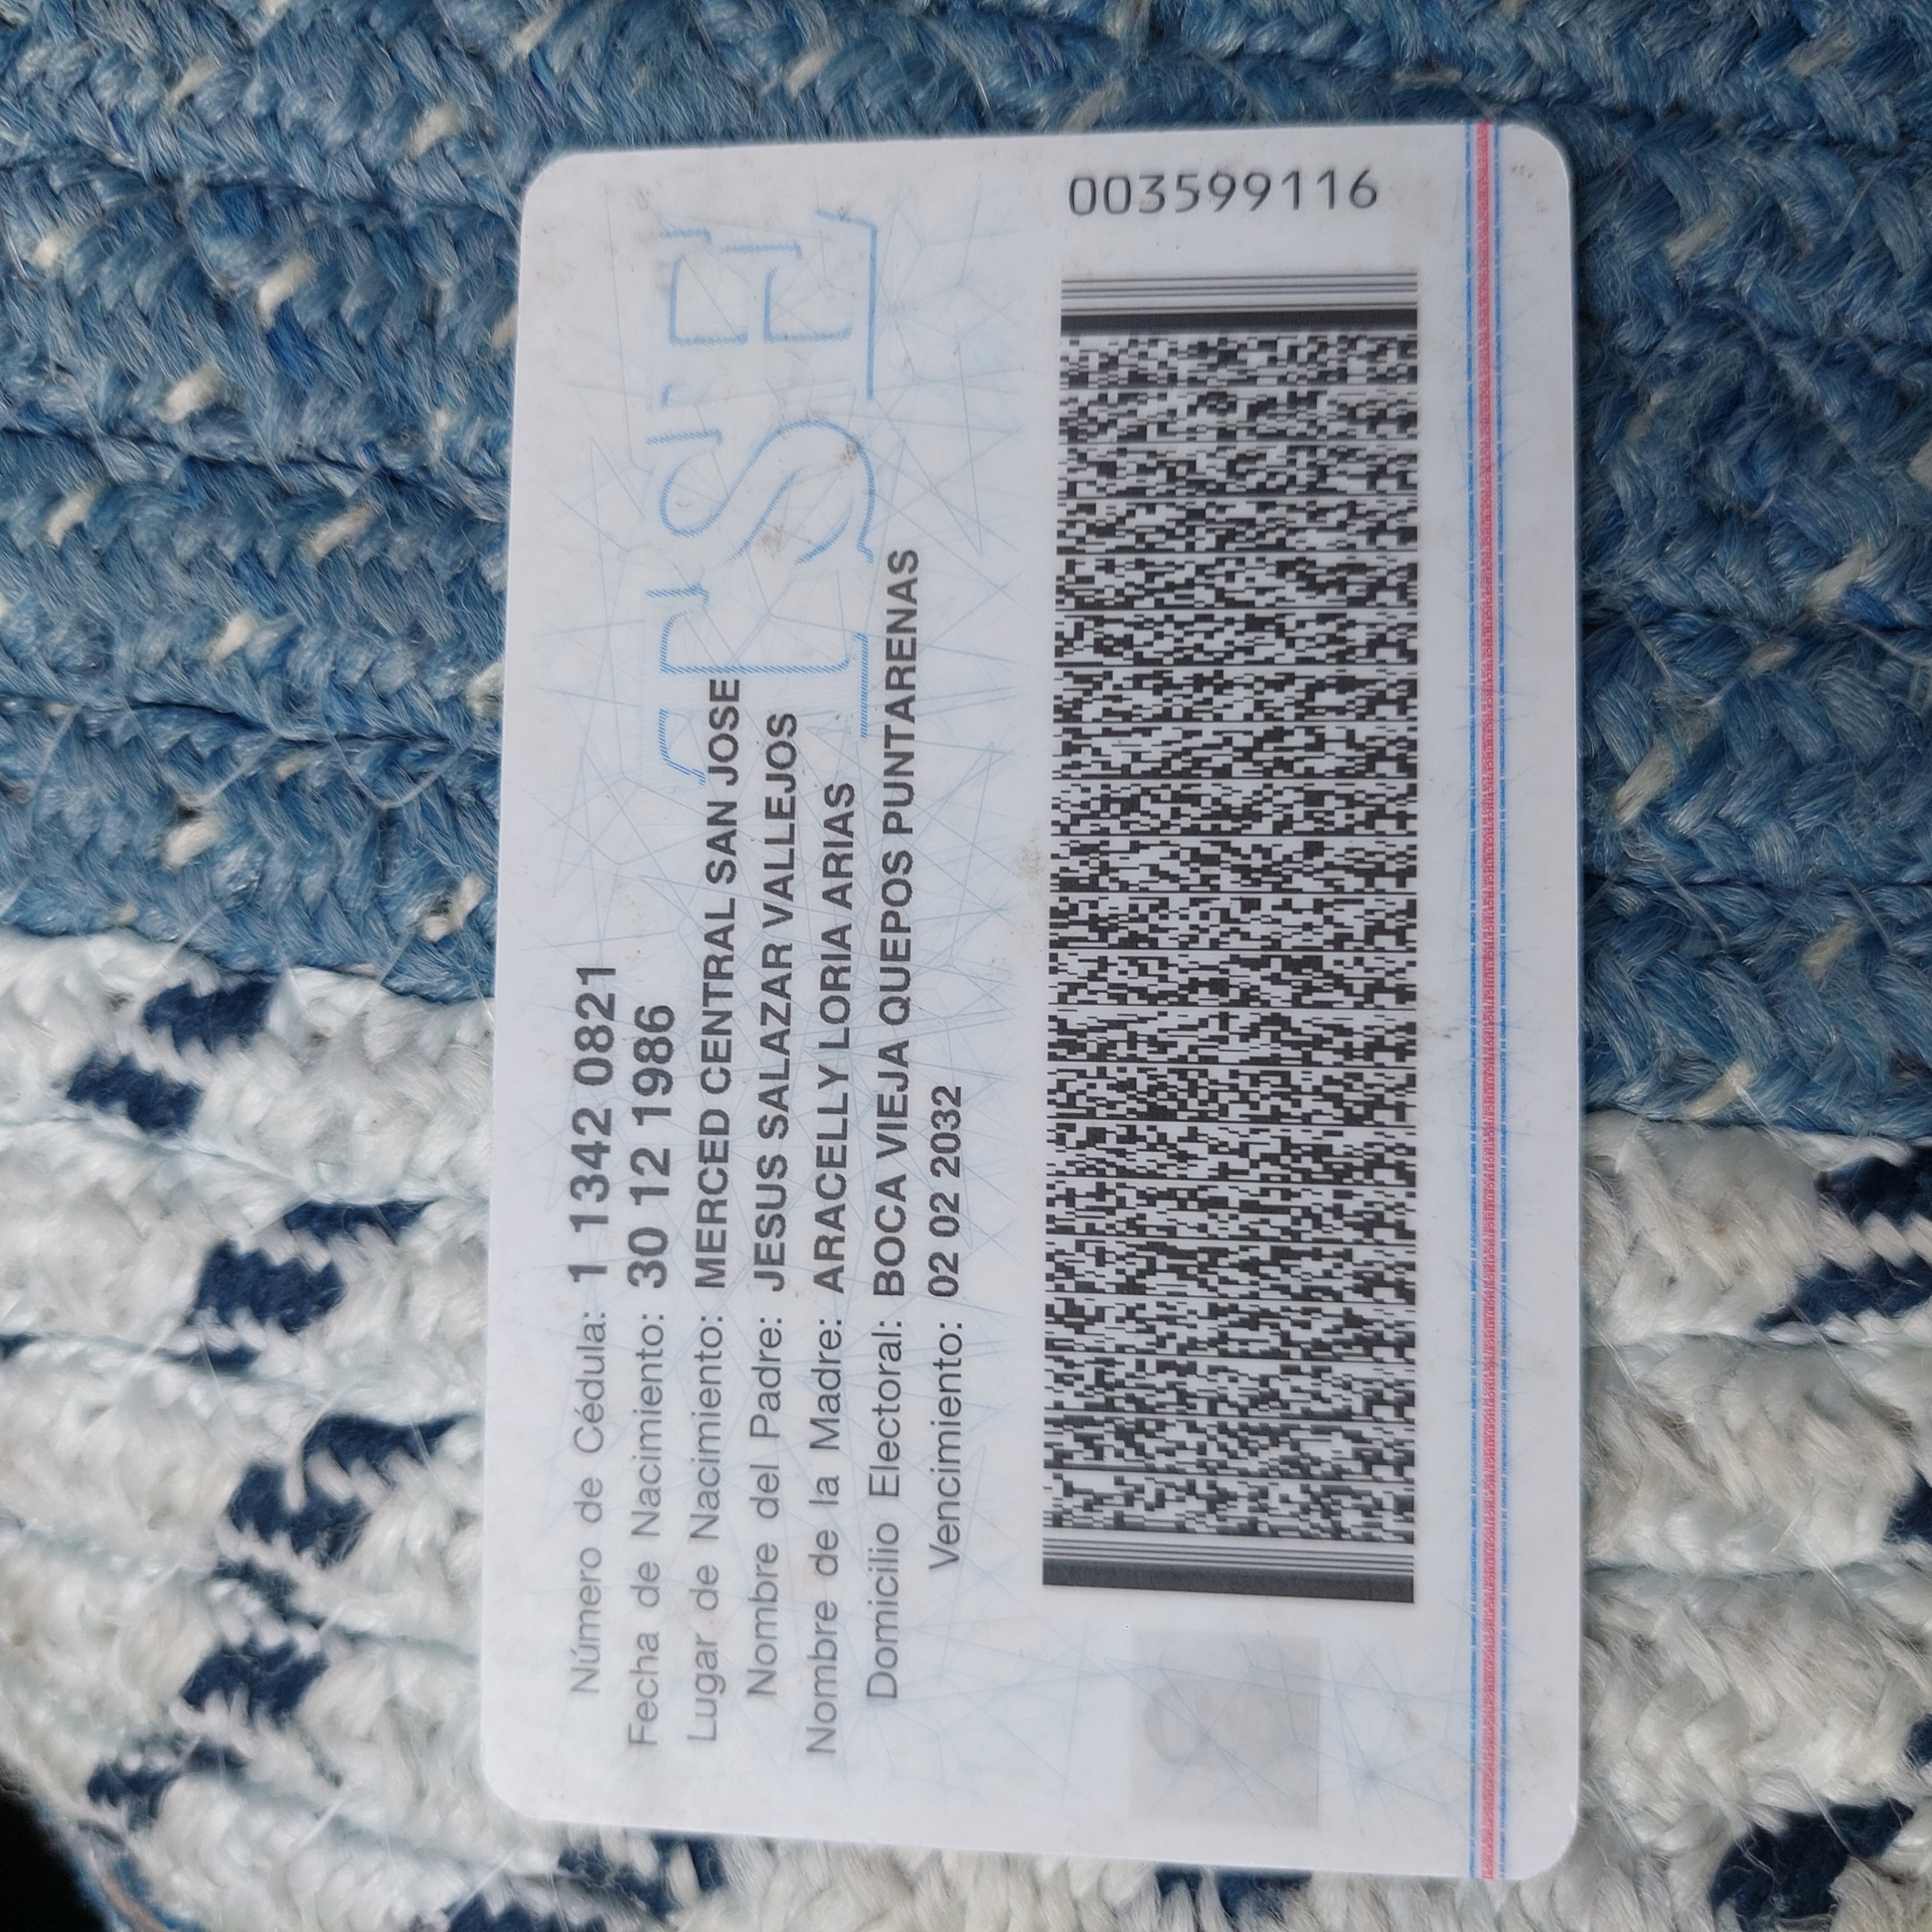 Número de Cédula: 1 1342 0821
Fecha de Nacimiento: 30 12 1986
Lugar de Nacimiento: MERCED CENTRAL SAN JOSE
Nombre del Padre: JESUS SALAZAR VALLEJOS
Nombre de la Madre: ARACELLY LORIA ARIAS
Domicilio Electoral: BOCA VIEJA QUEPOS PUNTARENAS
Vencimiento: 02 02 2032
TSE
003599116